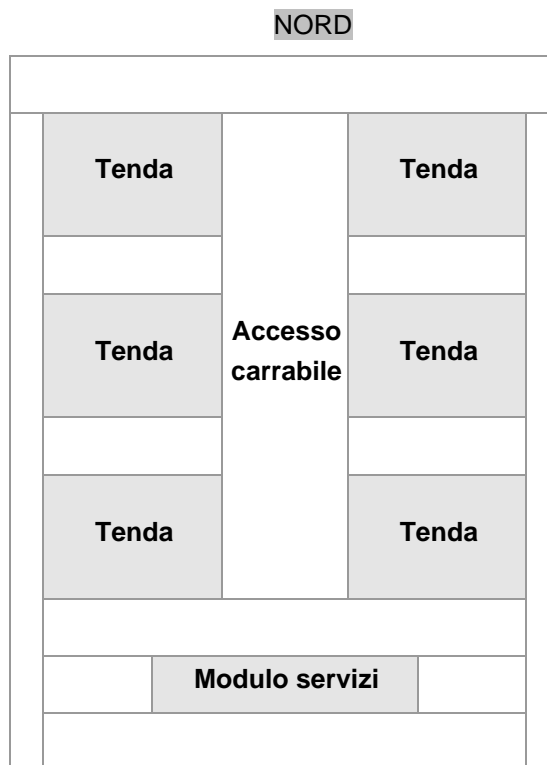 NORD
Tenda Tenda
Accesso
carrabile
Tenda Tenda
Tenda Tenda
Modulo servizi